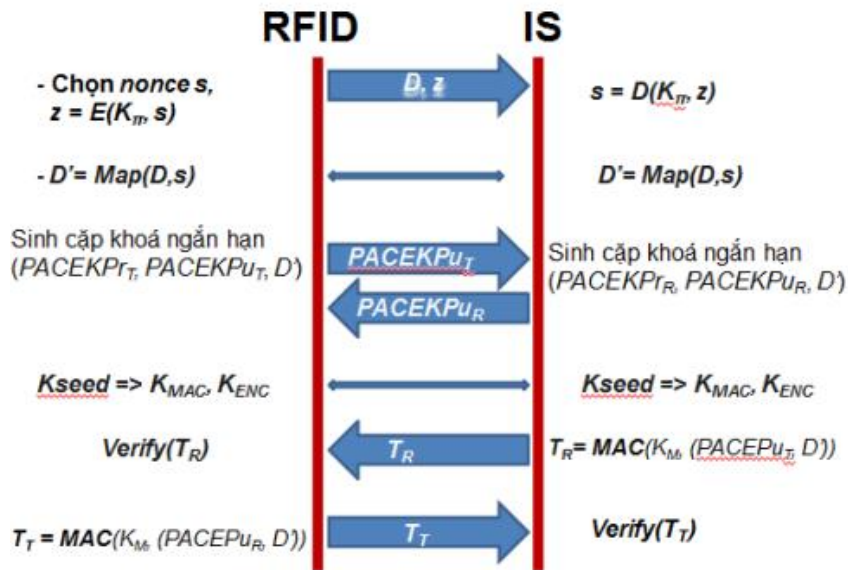 RFID IS
- Chọn nonce s,
z = E(Kπ, s)
D, z
s = D(Kπ, z)
- D'= Map(D,s)
D'= Map(D,s)
Sinh cặp khoá ngắn hạn
(PACEKPrT, PACEKPuT, D')
PACEKPuT
Sinh cặp khoá ngắn hạn
(PACEKPrR, PACEKPuR, D')
PACEKPuR
Kseed => KMAC, KENC
Kseed => KMAC, KENC
Verify(TR)
TR
TR= MAC(KM, (PACEPuT, D'))
TT = MAC(KM, (PACEPuR, D'))
TT
Verify(TT)